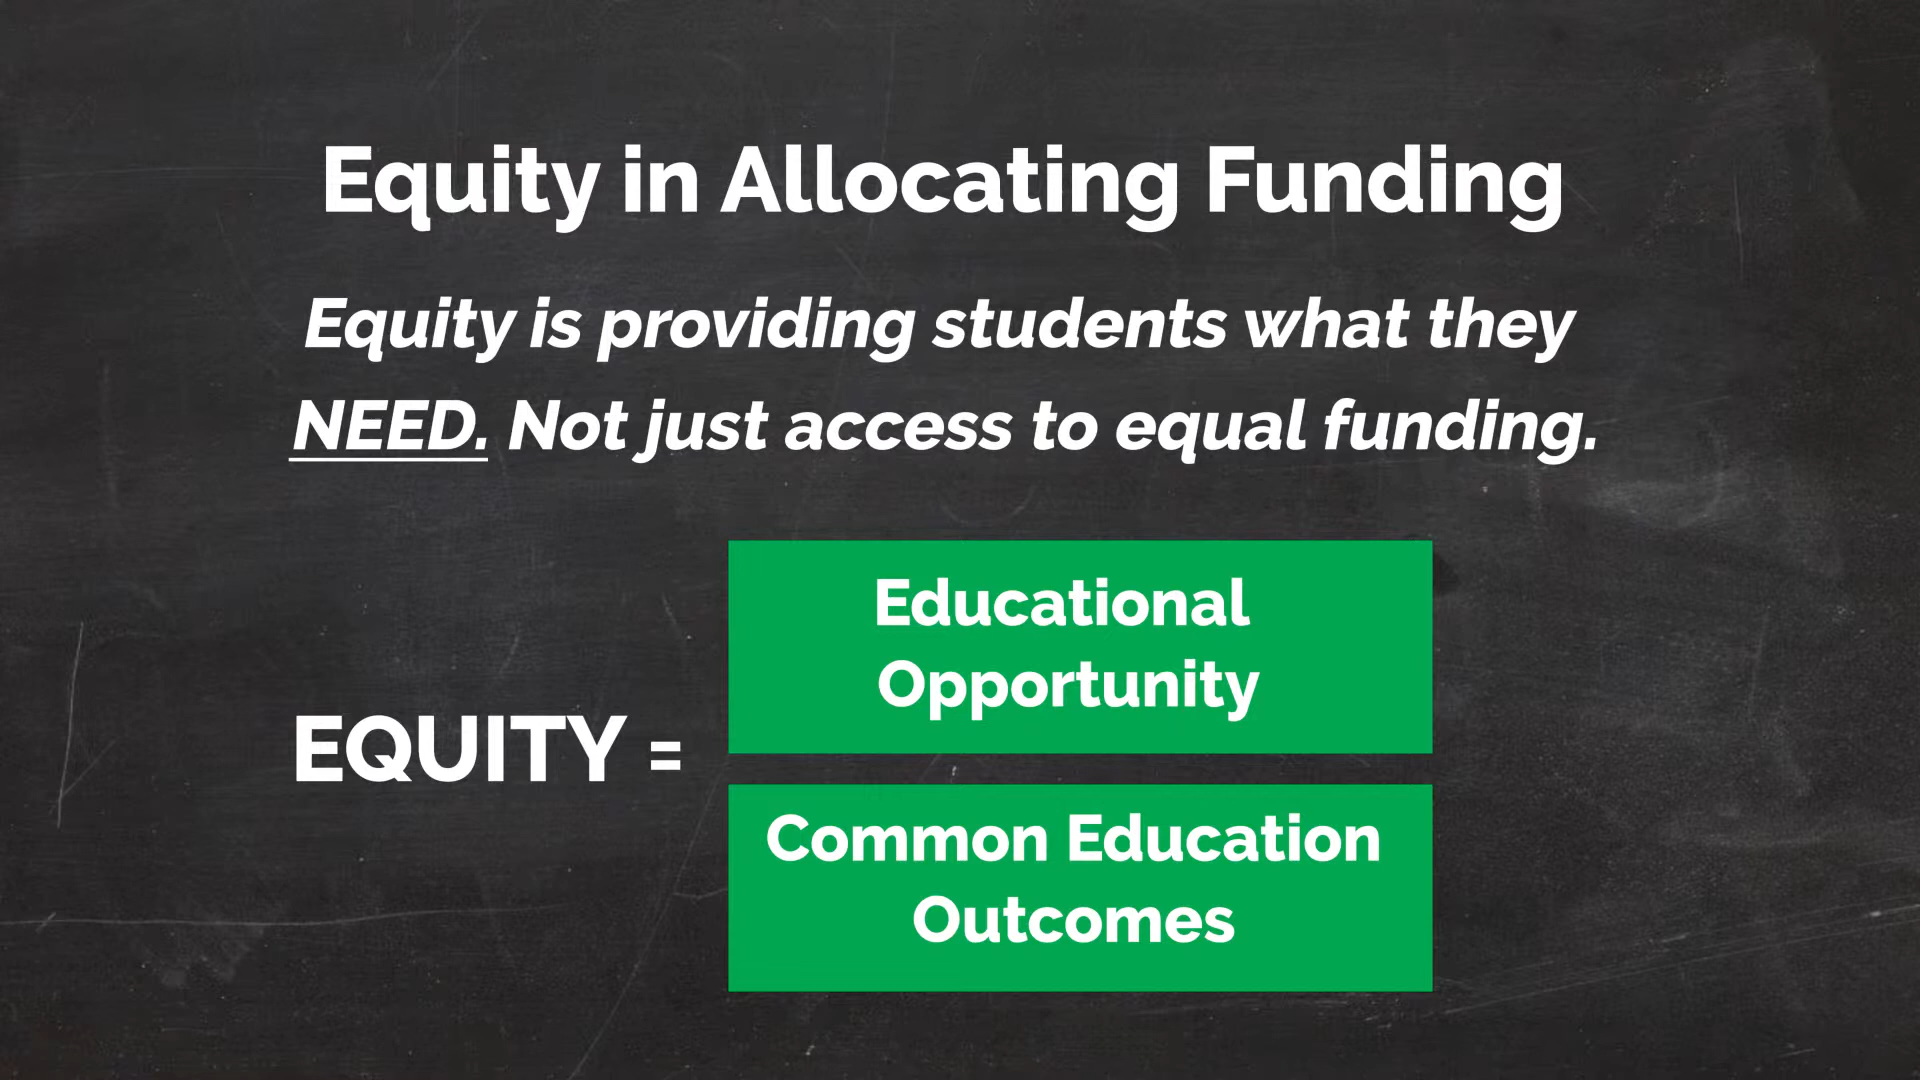 Equity in Allocating Funding
Equity is providing students what they
NEED. Not just access to equal funding.
EQUITY =
Educational
Opportunity
Common Education
Outcomes